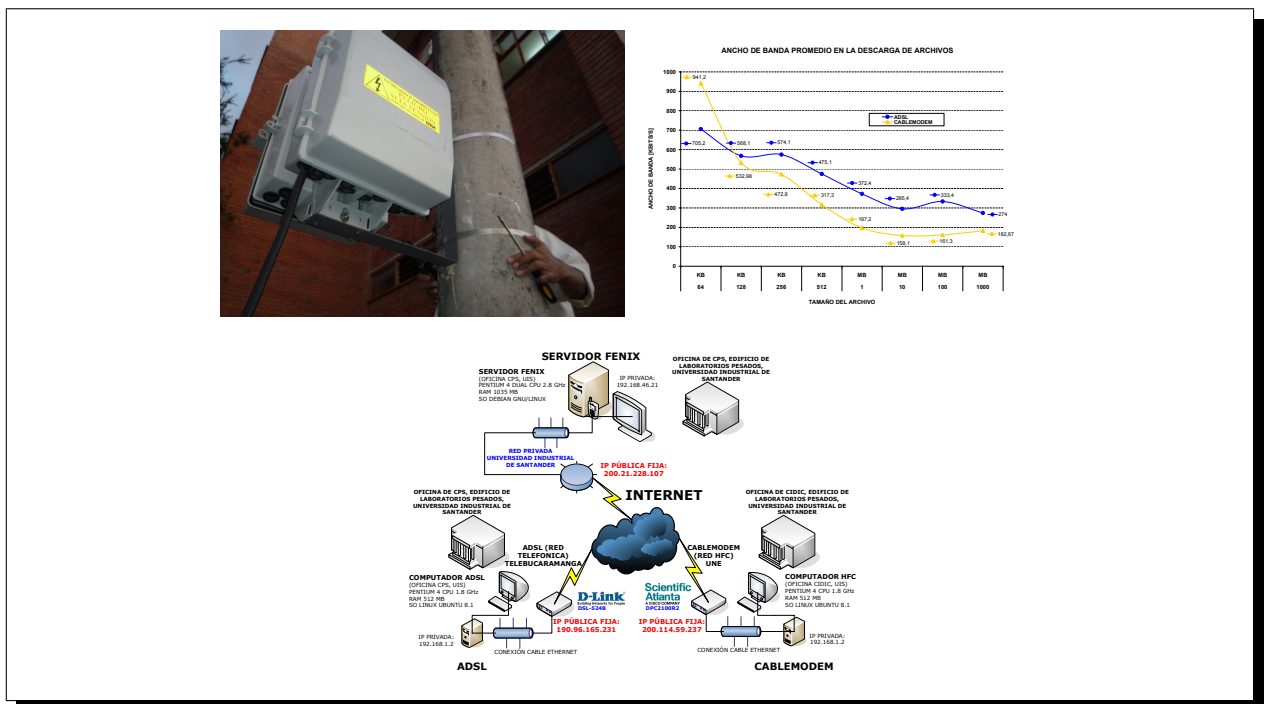 ANCHO DE BANDA PROMEDIO EN LA DESCARGA DE ARCHIVOS
ANCHO DE BANDA [KBITS/S]
1000
900
800
700
600
500
400
300
200
100
0
941,2
705,2
568,1
532,98
574,1
472,8
475,1
317,3
372,4
197,2
295,4
158,1
333,4
161,3
274
182,67
ADSL
CABLEMODEM
KB KB KB KB MB MB MB MB
64 128 256 512 1 10 100 1000
TAMAÑO DEL ARCHIVO
SERVIDOR FENIX
SERVIDOR FENIX
(OFICINA CPS, UIS)
PENTIUM 4 DUAL CPU 2.8 GHz
RAM 1035 MB
SO DEBIAN GNU/LINUX
IP PRIVADA:
192.168.46.21
OFICINA DE CPS, EDIFICIO DE
LABORATORIOS PESADOS,
UNIVERSIDAD INDUSTRIAL DE
SANTANDER
RED PRIVADA
UNIVERSIDAD INDUSTRIAL
DE SANTANDER
IP PÚBLICA FIJA:
200.21.228.107
INTERNET
OFICINA DE CPS, EDIFICIO DE
LABORATORIOS PESADOS,
UNIVERSIDAD INDUSTRIAL DE
SANTANDER
OFICINA DE CIDIC, EDIFICIO DE
LABORATORIOS PESADOS,
UNIVERSIDAD INDUSTRIAL DE
SANTANDER
ADSL (RED
TELEFONICA)
TELEBUCARAMANGA
CABLEMODEM
(RED HFC)
UNE
COMPUTADOR ADSL
(OFICINA CPS, UIS)
PENTIUM 4 CPU 1.8 GHz
RAM 512 MB
SO LINUX UBUNTU 8.1
D-Link
Building Networks for People
DSL-524B
Scientific
Atlanta
A CISCO COMPANY
DPC2100R2
COMPUTADOR HFC
(OFICINA CIDIC, UIS)
PENTIUM 4 CPU 1.8 GHz
RAM 512 MB
SO LINUX UBUNTU 8.1
IP PÚBLICA FIJA:
190.96.165.231
IP PÚBLICA FIJA:
200.114.59.237
IP PRIVADA:
192.168.1.2
CONEXIÓN CABLE ETHERNET
CONEXIÓN CABLE ETHERNET
IP PRIVADA:
192.168.1.2
ADSL
CABLEMODEM